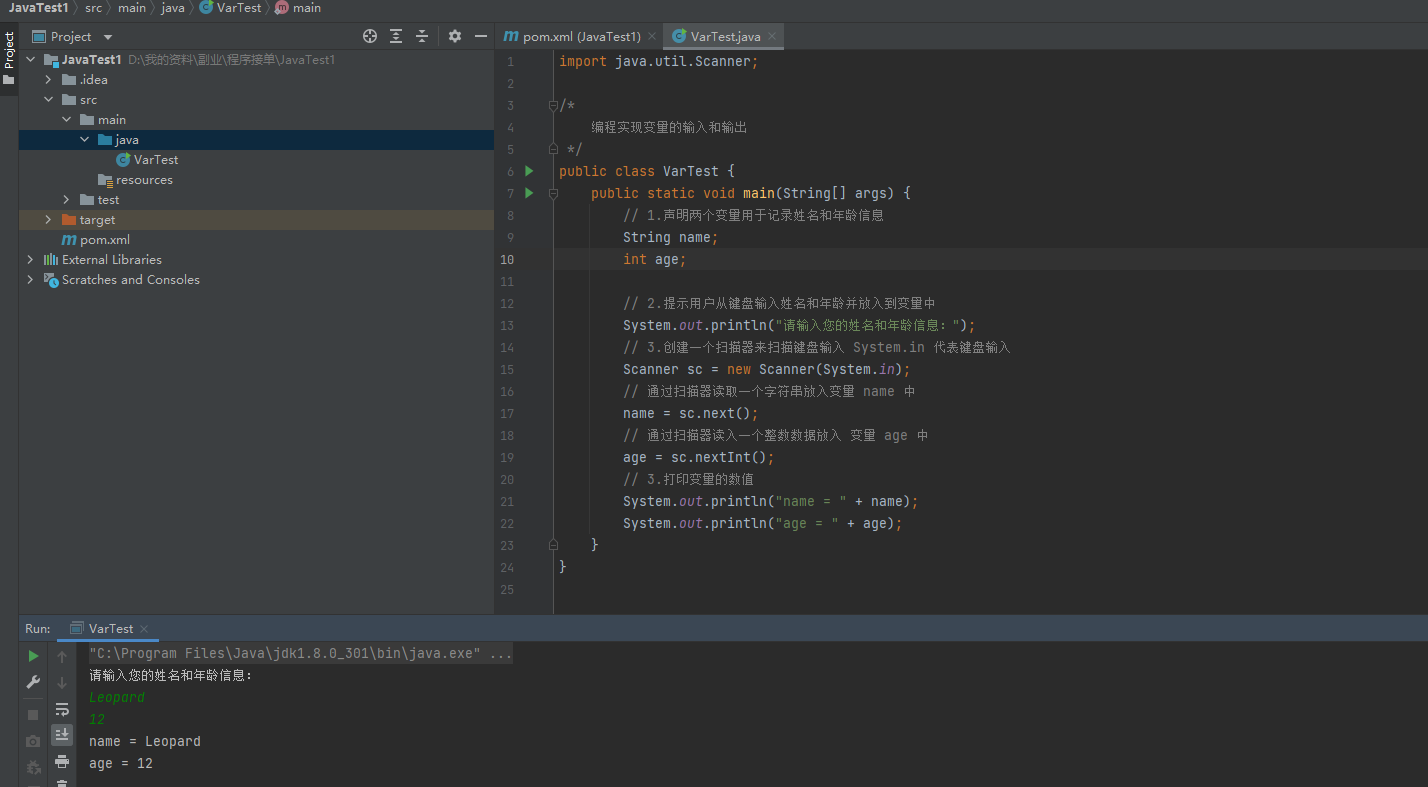 JavaTest1 src main java VarTest main
Project
Project
pom.xml (JavaTest1)
VarTest.java
JavaTest1 D:\我的资料\副业\程序接单\JavaTest1
.idea
src
main
java
VarTest
resources
test
target
pom.xml
External Libraries
Scratches and Consoles
1 import java.util.Scanner;
2
3 /*
4 编程实现变量的输入和输出
5 */
6 public class VarTest {
7 public static void main(String[] args) {
8 // 1.声明两个变量用于记录姓名和年龄信息
9 String name;
10 int age;
11
12 // 2.提示用户从键盘输入姓名和年龄并放入到变量中
13 System.out.println("请输入您的姓名和年龄信息：");
14 // 3.创建一个扫描器来扫描键盘输入 System.in 代表键盘输入
15 Scanner sc = new Scanner(System.in);
16 // 通过扫描器读取一个字符串放入变量 name 中
17 name = sc.next();
18 // 通过扫描器读入一个整数数据放入 变量 age 中
19 age = sc.nextInt();
20 // 3.打印变量的数值
21 System.out.println("name = " + name);
22 System.out.println("age = " + age);
23 }
24 }
25
Run: VarTest
"C:\Program Files\Java\jdk1.8.0_301\bin\java.exe" ...
请输入您的姓名和年龄信息：
Leopard
12
name = Leopard
age = 12